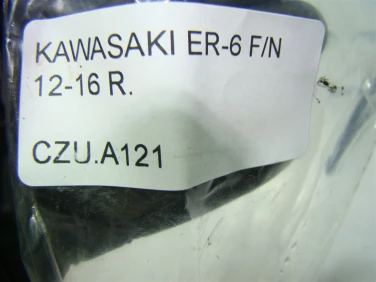 KAWASAKI ER-6 F/N
12-16 R.
CZU.A121